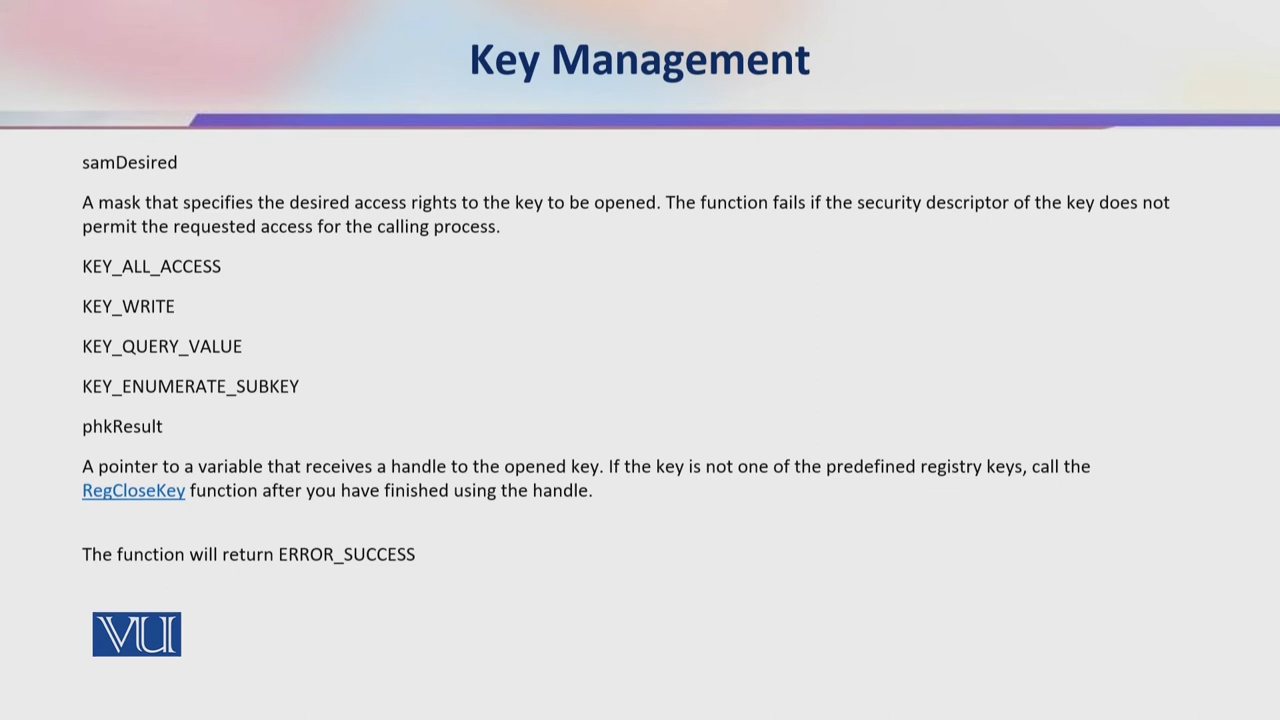 Key Management
samDesired
A mask that specifies the desired access rights to the key to be opened. The function fails if the security descriptor of the key does not
permit the requested access for the calling process.
KEY_ALL_ACCESS
KEY_WRITE
KEY_QUERY_VALUE
KEY_ENUMERATE_SUBKEY
phkResult
A pointer to a variable that receives a handle to the opened key. If the key is not one of the predefined registry keys, call the
RegCloseKey function after you have finished using the handle.
The function will return ERROR_SUCCESS
VU